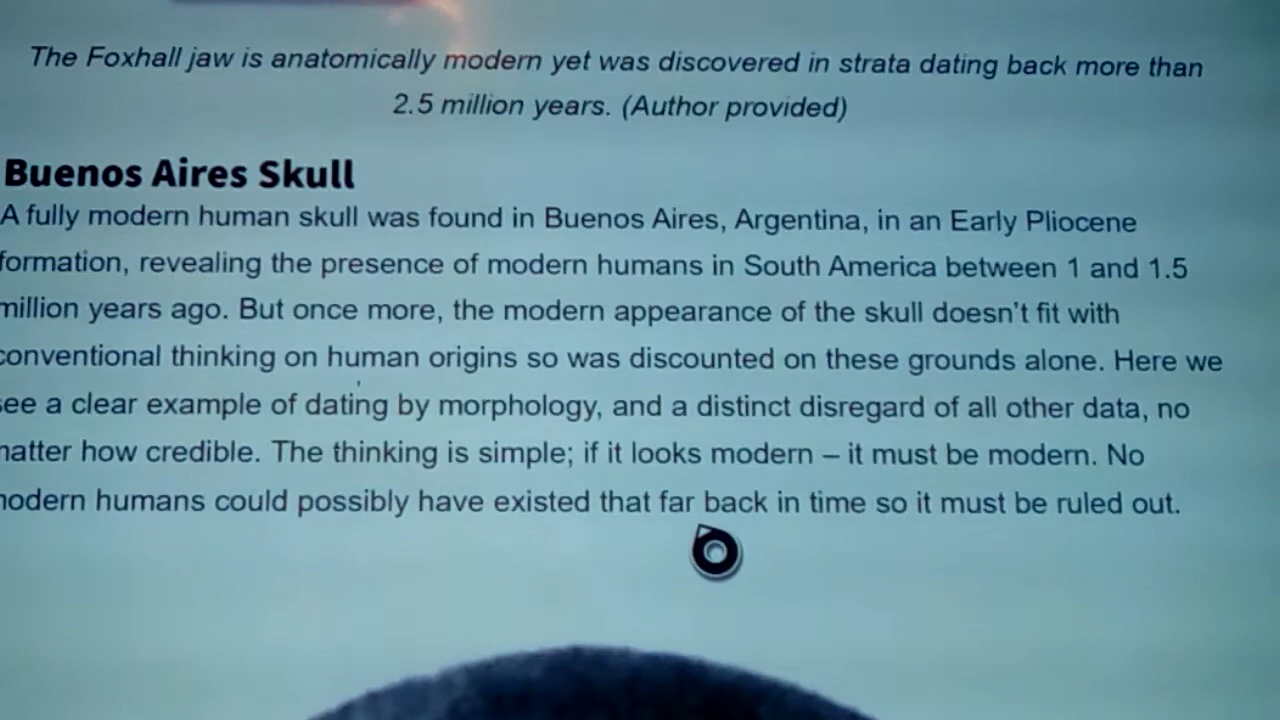 The Foxhall jaw is anatomically modern yet was discovered in strata dating back more than
2.5 million years. (Author provided)
Buenos Aires Skull
A fully modern human skull was found in Buenos Aires, Argentina, in an Early Pliocene
formation, revealing the presence of modern humans in South America between 1 and 1.5
million years ago. But once more, the modern appearance of the skull doesn't fit with
conventional thinking on human origins so was discounted on these grounds alone. Here we
see a clear example of dating by morphology, and a distinct disregard of all other data, no
matter how credible. The thinking is simple; if it looks modern – it must be modern. No
modern humans could possibly have existed that far back in time so it must be ruled out.